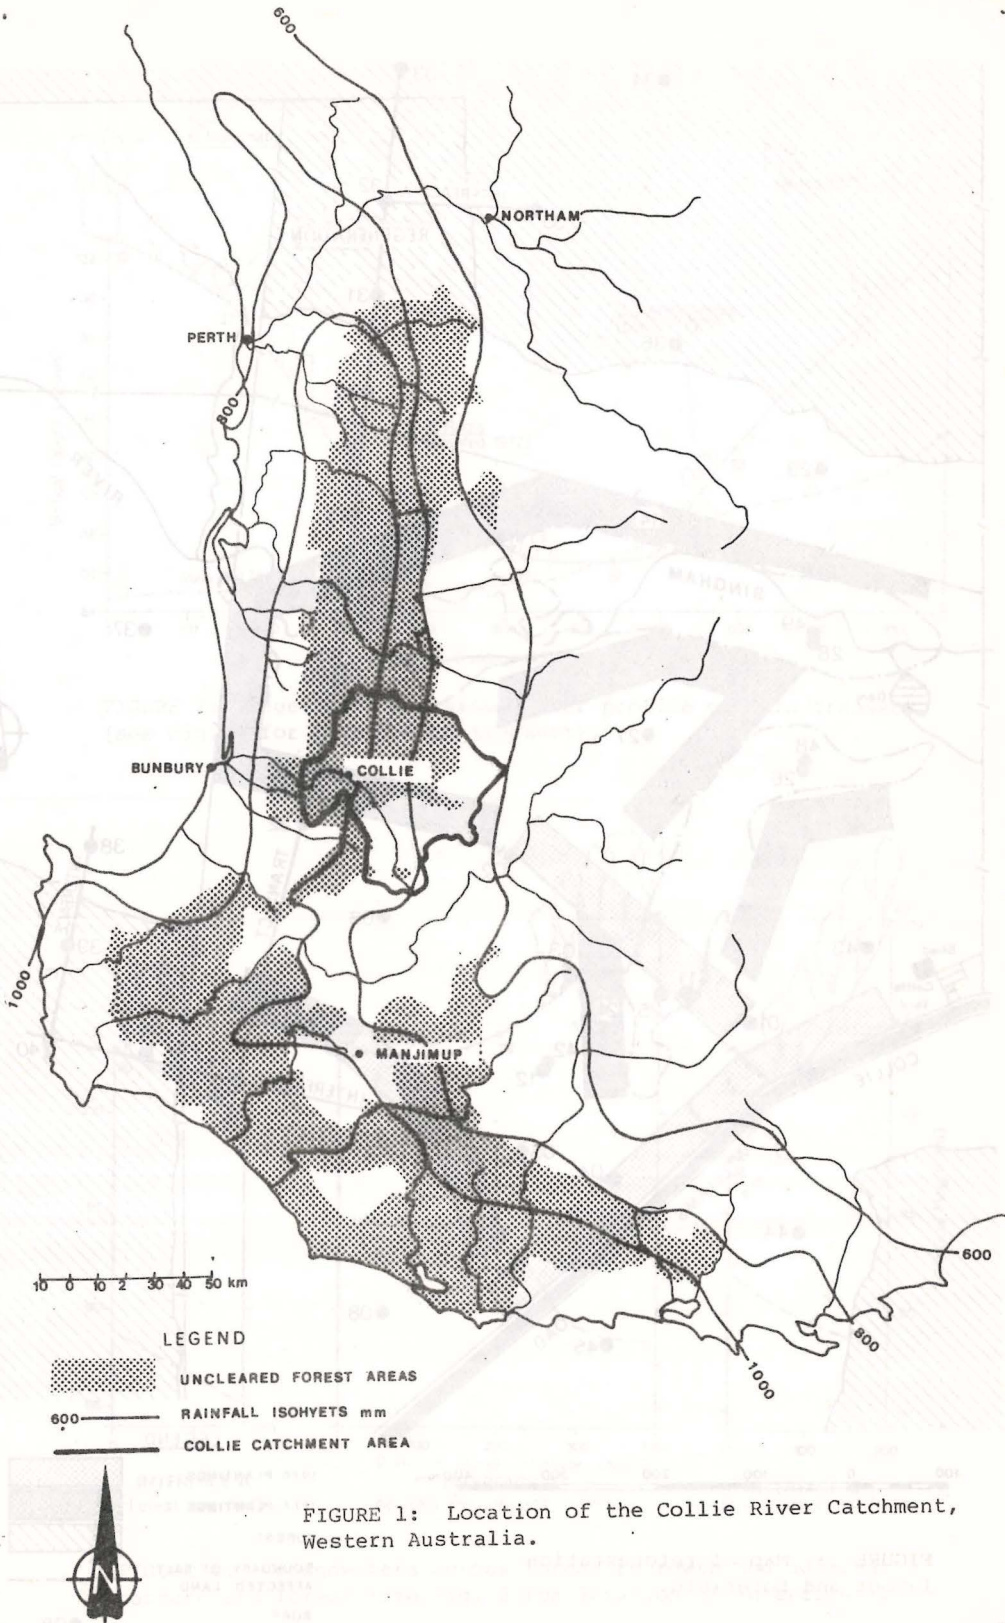 600
NORTHAM
PERTH
800
BUNBURY
COLLIE
1000
MANJIMUP
600
800
1000
10 0 10 2 30 40 50 km
LEGEND
UNCLEARED FOREST AREAS
600 RAINFALL ISOHYETS mm
COLLIE CATCHMENT AREA
N
FIGURE 1: Location of the Collie River Catchment,
Western Australia.